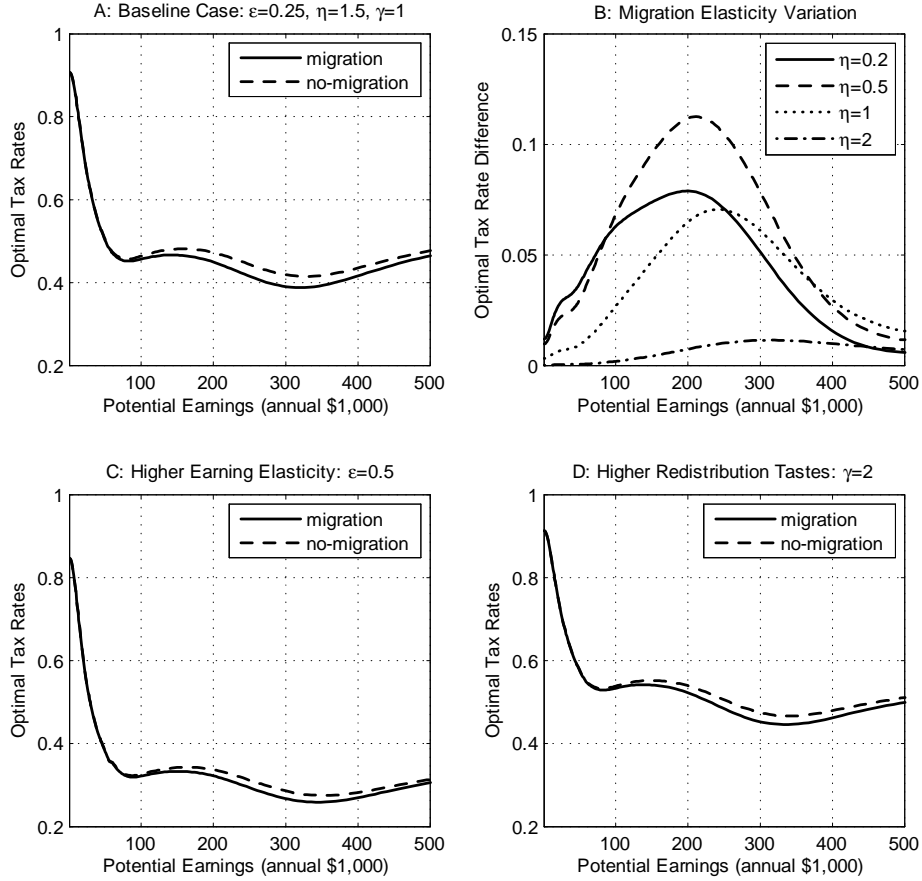 A: Baseline Case: ε=0.25, η=1.5, γ=1
1
0.8
0.6
0.4
0.2
Optimal Tax Rates
migration
no-migration
100 200 300 400 500
Potential Earnings (annual $1,000)
B: Migration Elasticity Variation
0.15
0.1
0.05
0
Optimal Tax Rate Difference
η=0.2
η=0.5
η=1
η=2
100 200 300 400 500
Potential Earnings (annual $1,000)
C: Higher Earning Elasticity: ε=0.5
1
0.8
0.6
0.4
0.2
Optimal Tax Rates
migration
no-migration
100 200 300 400 500
Potential Earnings (annual $1,000)
D: Higher Redistribution Tastes: γ=2
1
0.8
0.6
0.4
0.2
Optimal Tax Rates
migration
no-migration
100 200 300 400 500
Potential Earnings (annual $1,000)